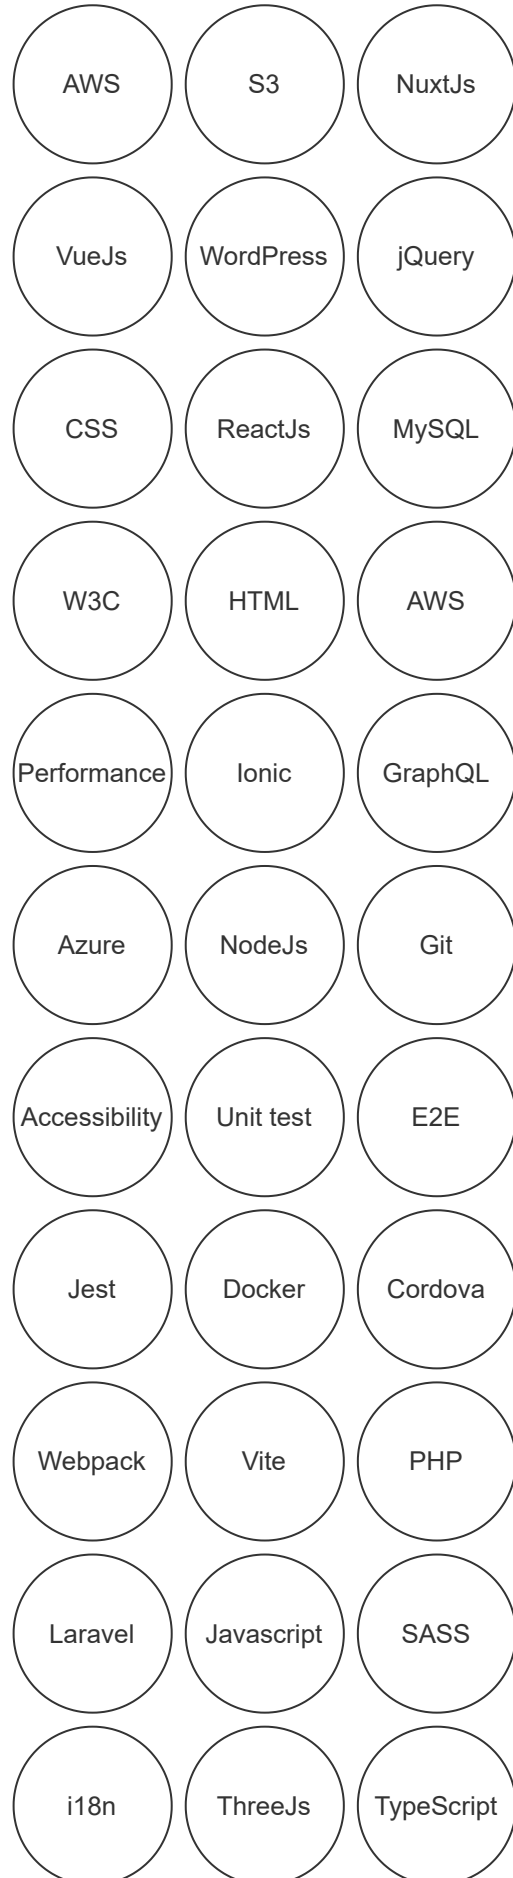 AWS S3 NuxtJs
VueJs WordPress jQuery
CSS ReactJs MySQL
W3C HTML AWS
Performance Ionic GraphQL
Azure NodeJs Git
Accessibility Unit test E2E
Jest Docker Cordova
Webpack Vite PHP
Laravel Javascript SASS
i18n ThreeJs TypeScript